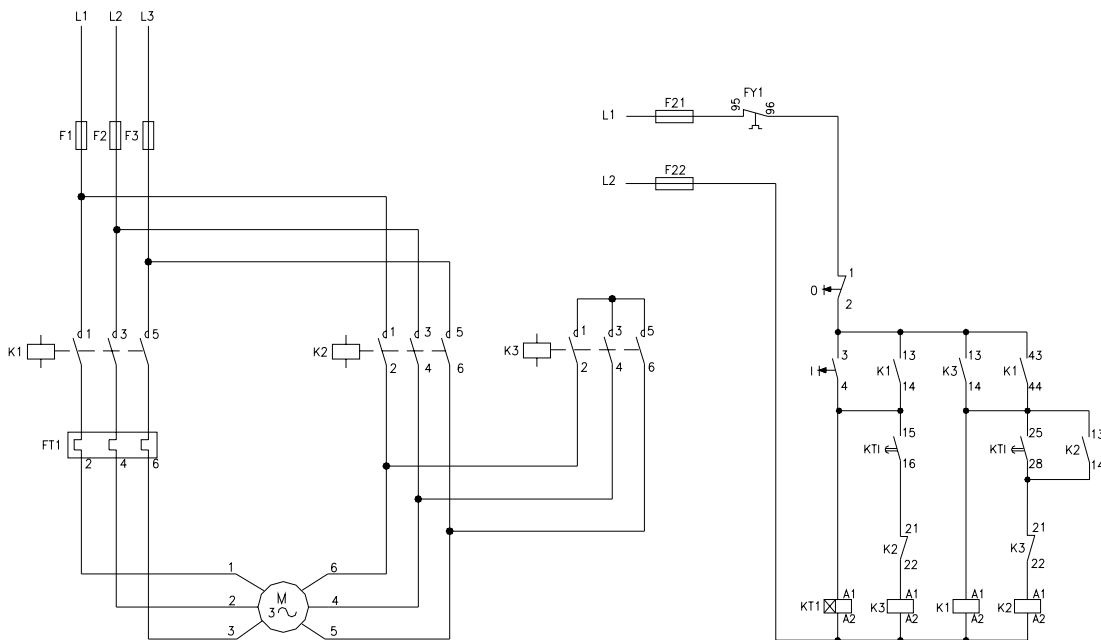 L1 L2 L3
F1 F2 F3
K1 1 3 5
K2 1 3 5
2 4 6
K3 1 3 5
2 4 6
FT1
2 4 6
1 6
2 M 4
3
3 5
L1 F21 95 FY1 96
L2 F22
O 1
2
I 3
4
K1 13
14
K3 13
14
K1 43
44
KTI 15
16
KTI 25
28
K2 13
14
K2 21
22
K3 21
22
KT1 A1
A2
K3 A1
A2
K1 A1
A2
K2 A1
A2